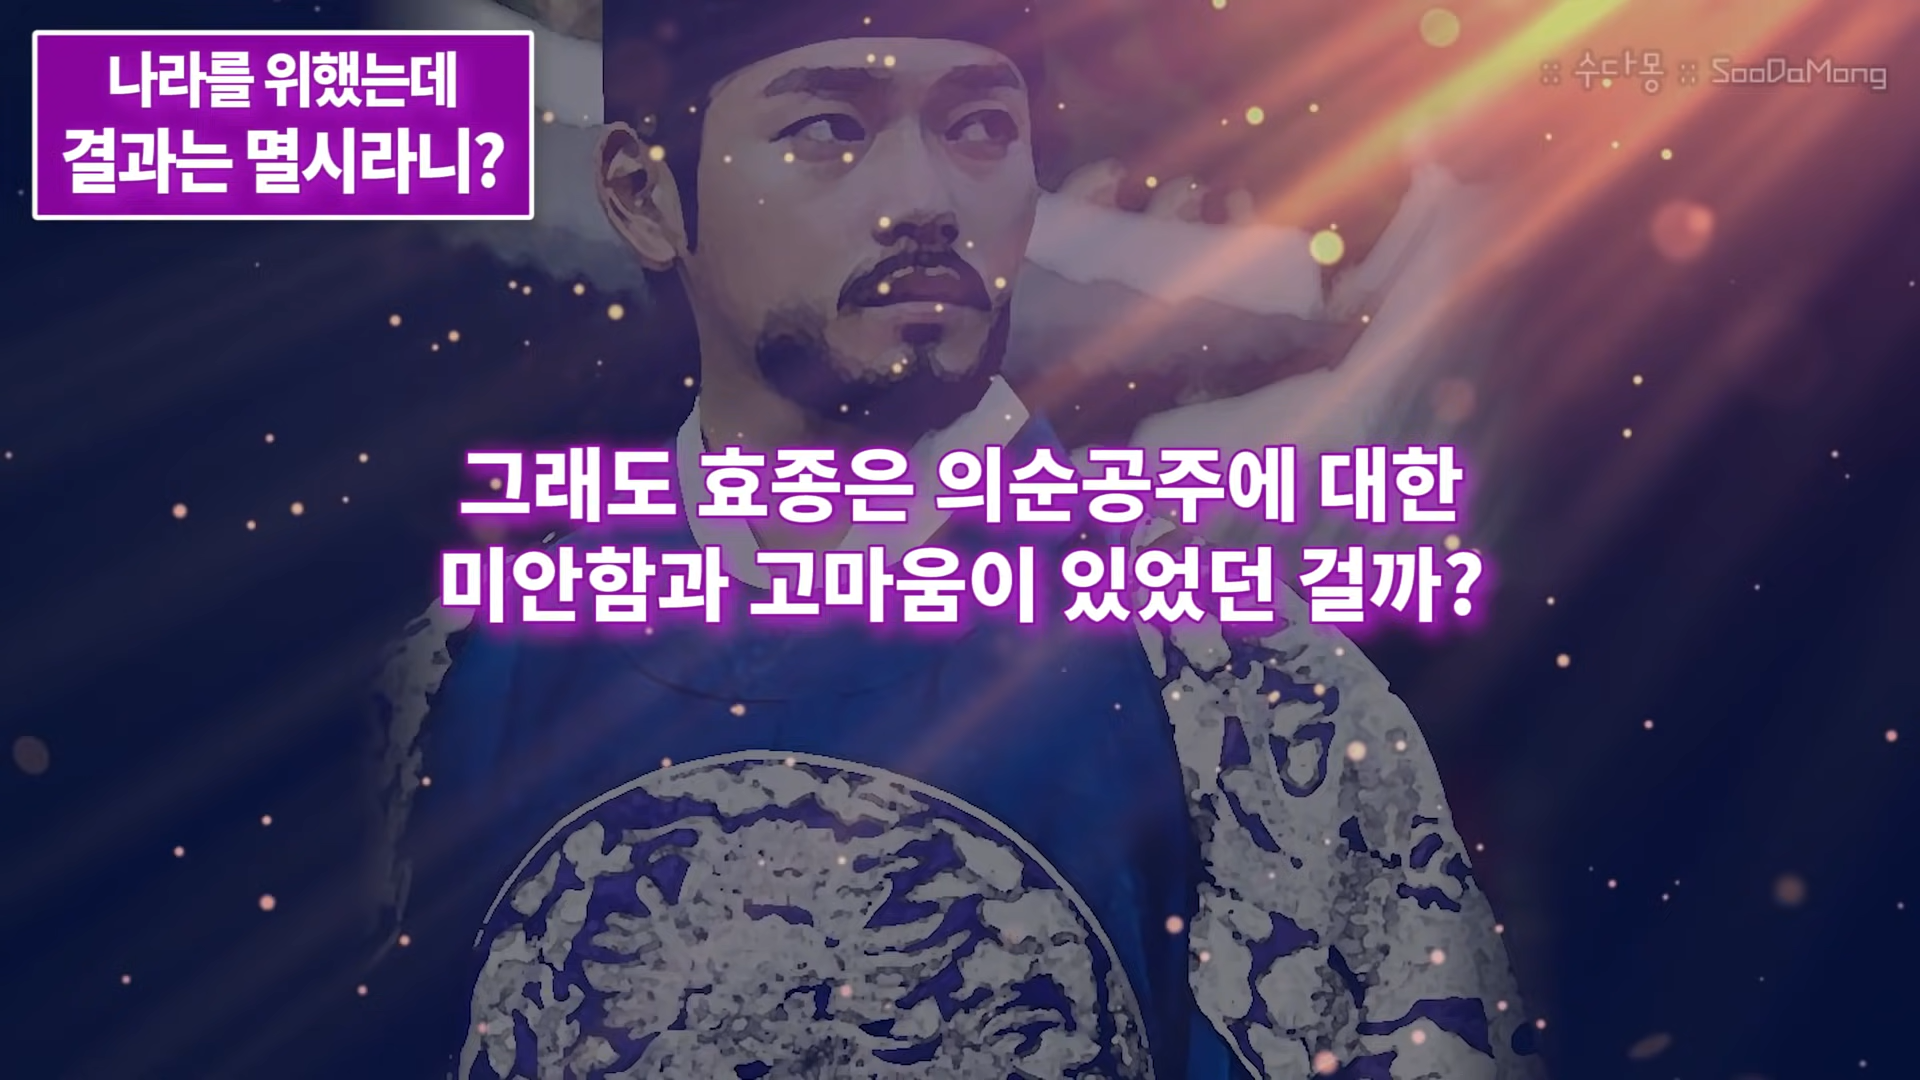 나라를 위했는데
결과는 멸시라니?
:: 수다몽 :: SooDaMong
그래도 효종은 의순공주에 대한
미안함과 고마움이 있었던 걸까?